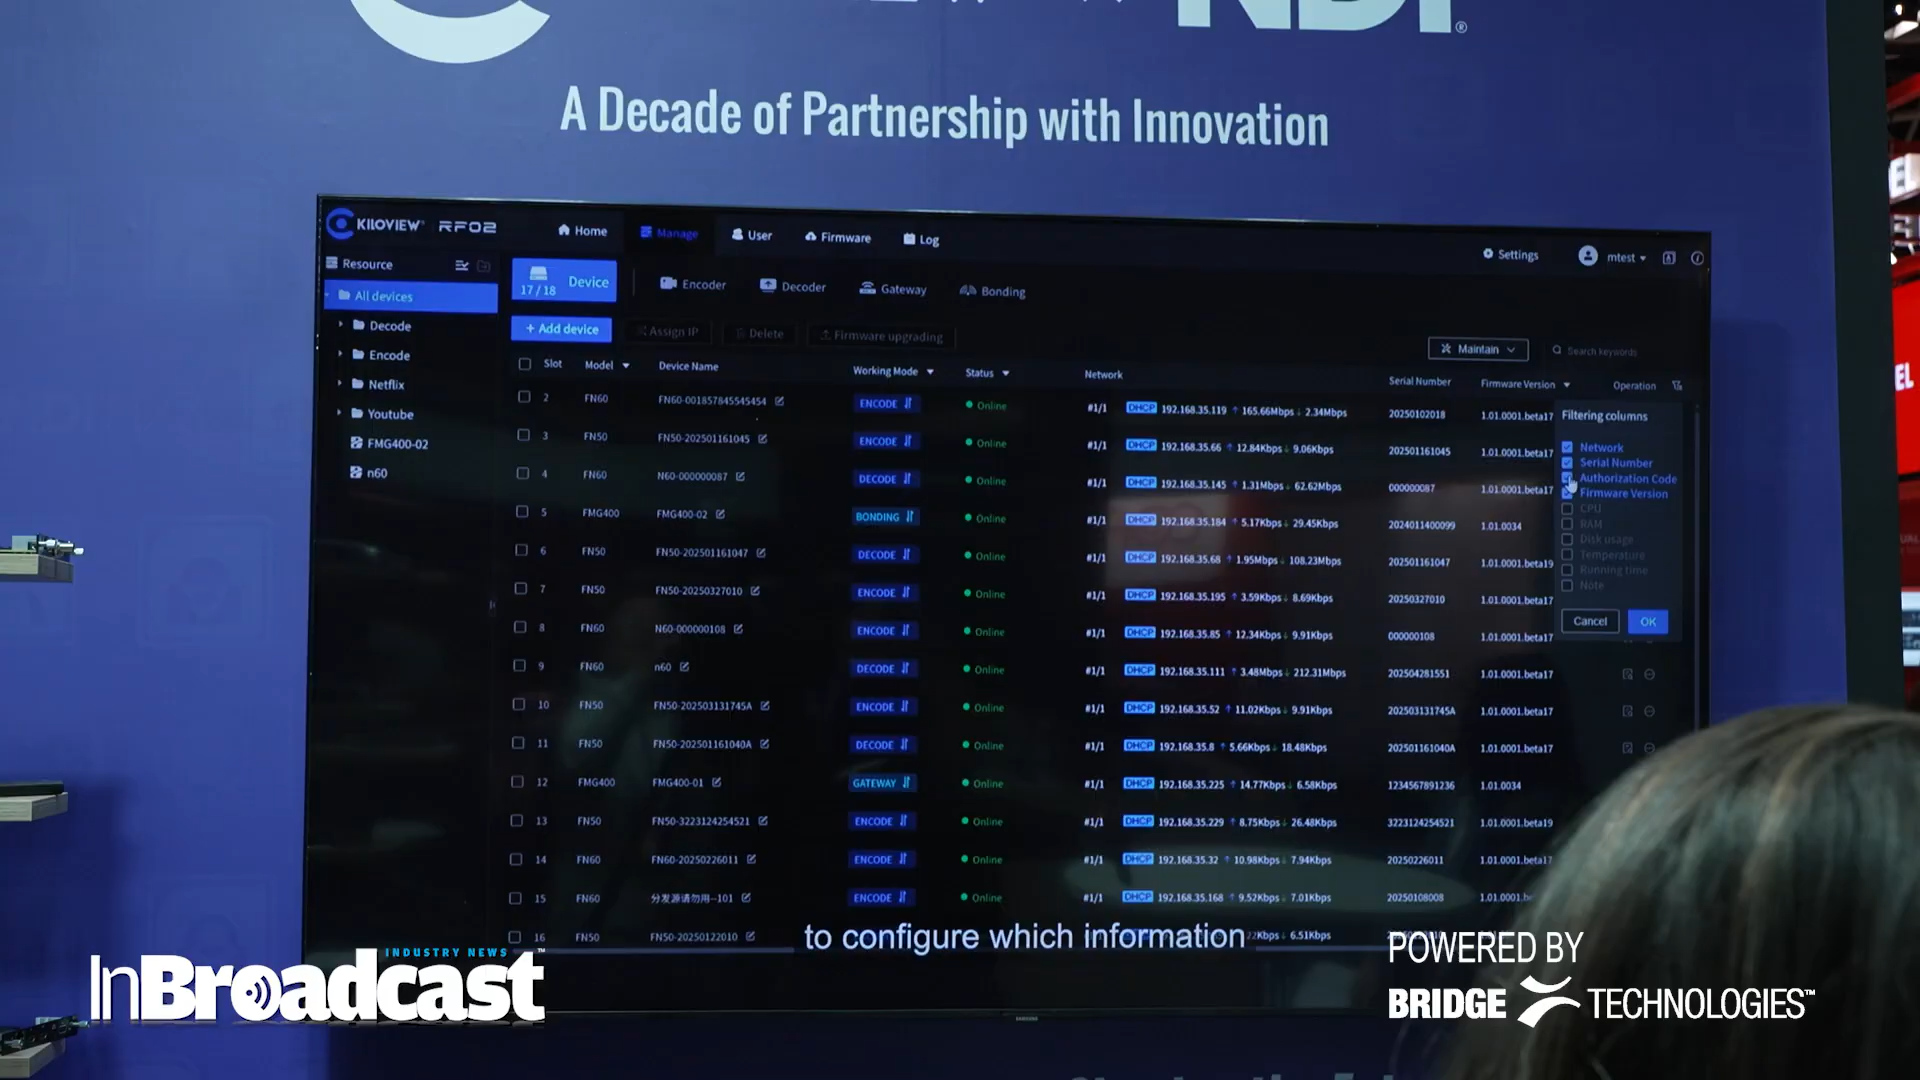 NDI®
A Decade of Partnership with Innovation
KILOVIEW® RF02 Home Manage User Firmware Log Settings mtest
Resource
Device 17/18 Encoder Decoder Gateway Bonding
+ Add device Assign IP Delete Firmware upgrading Maintain Search keywords
All devices
Decode
Encode
Netflix
Youtube
FMG400-02
n60
Slot Model Device Name Working Mode Status Network Serial Number Firmware Version Operation
2 FN60 FN60-001857845545454 ENCODE Online #1/1 DHCP 192.168.35.119 ↑ 165.66Mbps ↓ 2.34Mbps 20250102018 1.01.0001.beta17
3 FN50 FN50-202501161045 ENCODE Online #1/1 DHCP 192.168.35.66 ↑ 12.84Kbps ↓ 9.06Kbps 202501161045 1.01.0001.beta17
4 FN60 N60-000000087 DECODE Online #1/1 DHCP 192.168.35.145 ↑ 1.31Mbps ↓ 62.62Mbps 000000087 1.01.0001.beta17
5 FMG400 FMG400-02 BONDING Online #1/1 DHCP 192.168.35.184 ↑ 5.17Kbps ↓ 29.45Kbps 2024011400099 1.01.0034
6 FN50 FN50-202501161047 DECODE Online #1/1 DHCP 192.168.35.68 ↑ 1.95Mbps ↓ 108.23Mbps 202501161047 1.01.0001.beta19
7 FN50 FN50-20250327010 ENCODE Online #1/1 DHCP 192.168.35.195 ↑ 3.59Kbps ↓ 8.69Kbps 20250327010 1.01.0001.beta17
8 FN60 N60-000000108 ENCODE Online #1/1 DHCP 192.168.35.85 ↑ 12.34Kbps ↓ 9.91Kbps 000000108 1.01.0001.beta17
9 FN60 n60 DECODE Online #1/1 DHCP 192.168.35.111 ↑ 3.48Mbps ↓ 212.31Mbps 202504281551 1.01.0001.beta17
10 FN50 FN50-202503131745A ENCODE Online #1/1 DHCP 192.168.35.52 ↑ 11.02Kbps ↓ 9.91Kbps 202503131745A 1.01.0001.beta17
11 FN50 FN50-202501161040A DECODE Online #1/1 DHCP 192.168.35.8 ↑ 5.66Kbps ↓ 18.48Kbps 202501161040A 1.01.0001.beta17
12 FMG400 FMG400-01 GATEWAY Online #1/1 DHCP 192.168.35.225 ↑ 14.77Kbps ↓ 6.58Kbps 1234567891236 1.01.0034
13 FN50 FN50-3223124254521 ENCODE Online #1/1 DHCP 192.168.35.229 ↑ 8.75Kbps ↓ 26.48Kbps 3223124254521 1.01.0001.beta19
14 FN60 FN60-20250226011 ENCODE Online #1/1 DHCP 192.168.35.32 ↑ 10.98Kbps ↓ 7.94Kbps 20250226011 1.01.0001.beta17
15 FN60 分发源请勿用--101 ENCODE Online #1/1 DHCP 192.168.35.168 ↑ 9.52Kbps ↓ 7.01Kbps 20250108008 1.01.0001.b
16 FN50 FN50-20250122010 6.51Kbps
Filtering columns
Network
Serial Number
Authorization Code
Firmware Version
CPU
RAM
Disk usage
Temperature
Running time
Note
Cancel OK
to configure which information
SAMSUNG
INDUSTRY NEWS
InBroadcast™
POWERED BY
BRIDGE TECHNOLOGIES™
EL
EL